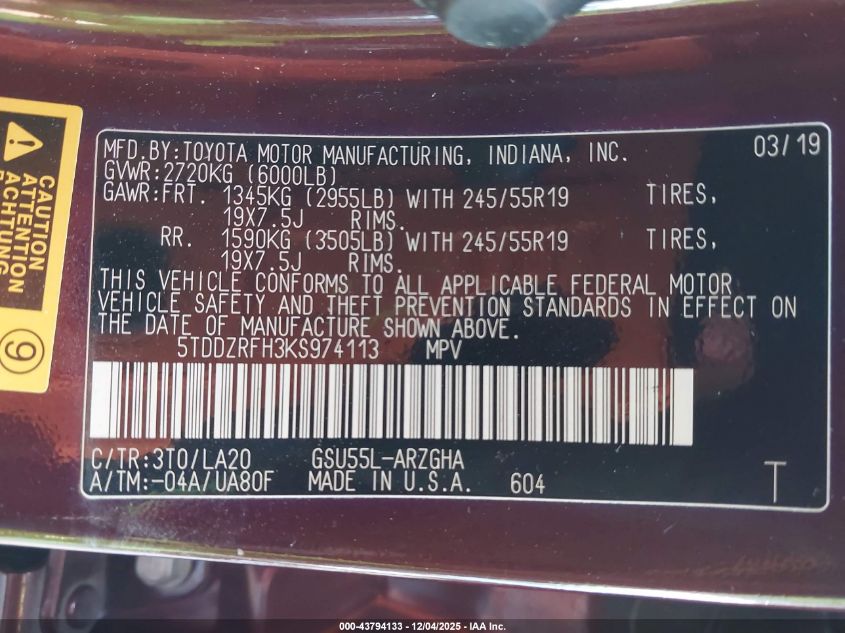 MFD.BY:TOYOTA MOTOR MANUFACTURING, INDIANA, INC. 03/19
GVWR:2720KG (6000LB)
GAWR:FRT. 1345KG (2955LB) WITH 245/55R19 TIRES,
19X7.5J RIMS.
RR. 1590KG (3505LB) WITH 245/55R19 TIRES,
19X7.5J RIMS.
THIS VEHICLE CONFORMS TO ALL APPLICABLE FEDERAL MOTOR
VEHICLE SAFETY AND THEFT PREVENTION STANDARDS IN EFFECT ON
THE DATE OF MANUFACTURE SHOWN ABOVE.
5TDDZRFH3KS974113 MPV
C/TR:3T0/LA20 GSU55L-ARZGHA
A/TM:-04A/UA80F MADE IN U.S.A. 604 T
CAUTION
ATTENTION
ACHTUNG
9
000-43794133 - 12/04/2025 - IAA Inc.